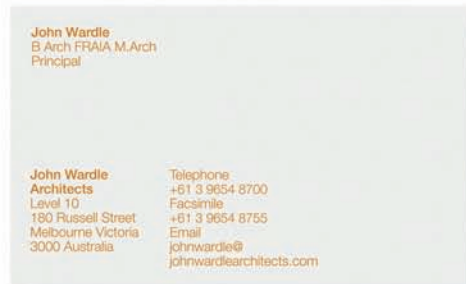 John Wardle
B Arch FRAIA M.Arch
Principal
John Wardle
Architects
Level 10
180 Russell Street
Melbourne Victoria
3000 Australia
Telephone
+61 3 9654 8700
Facsimile
+61 3 9654 8755
Email
johnwardle@
johnwardlearchitects.com